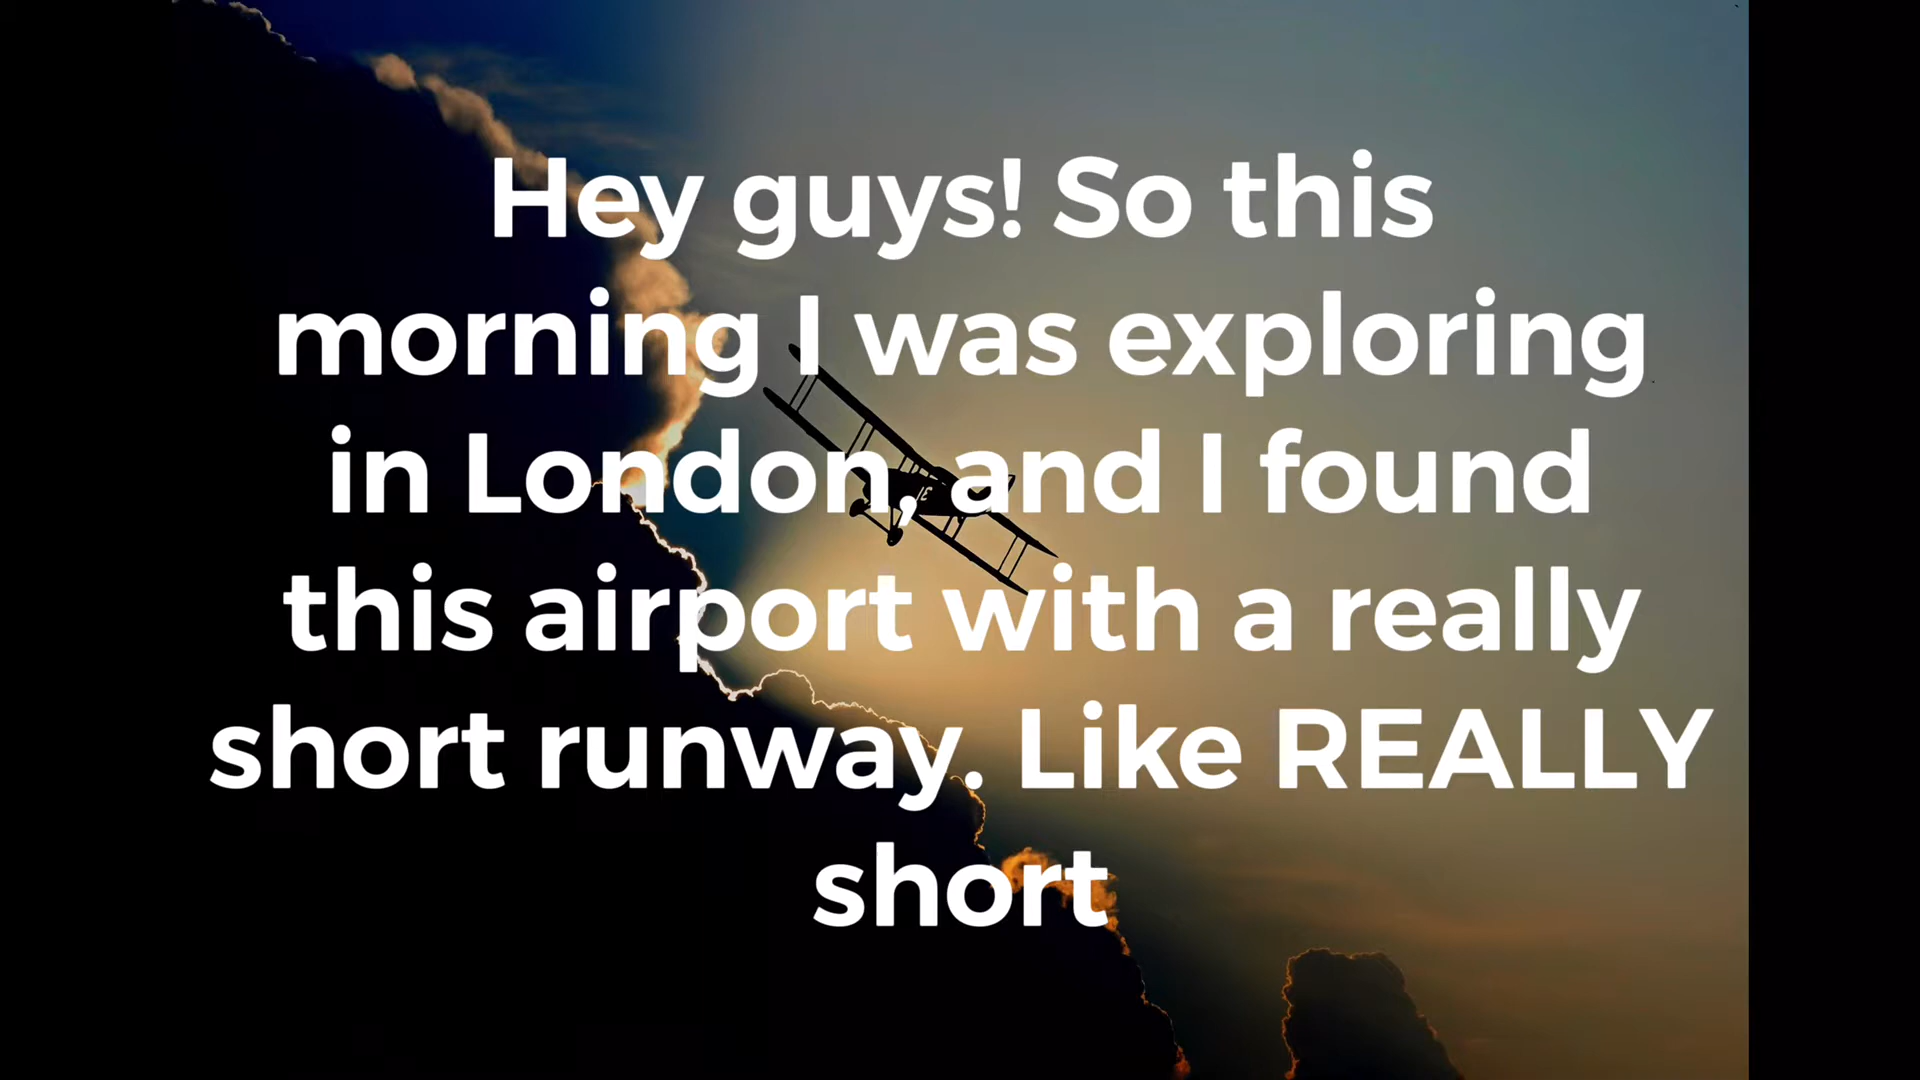 Hey guys! So this
morning I was exploring
in London, and I found
this airport with a really
short runway. Like REALLY
short